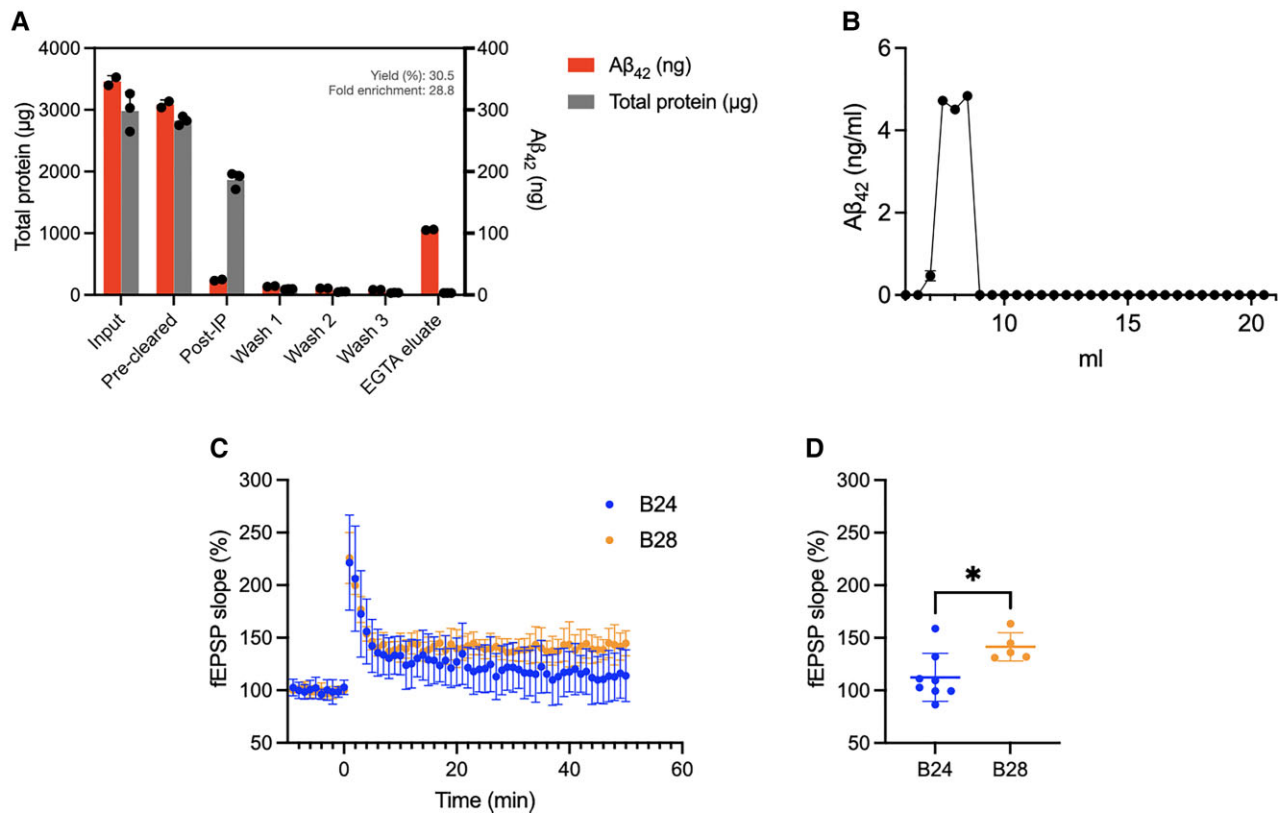 A
Total protein (µg)
4000
3000
2000
1000
0
Yield (%): 30.5
Fold enrichment: 28.8
400
300
200
100
0
Aβ₄₂
(ng)
Input
Pre-cleared
Post-IP
Wash 1
Wash 2
Wash 3
EGTA eluate
Aβ₄₂ (ng)
Total protein (µg)
B
Aβ₄₂ (ng/ml)
6
4
2
0
10
15
20
ml
C
fEPSP slope (%)
300
250
200
150
100
50
0
20
40
60
Time (min)
B24
B28
D
fEPSP slope (%)
300
250
200
150
100
50
*
B24
B28